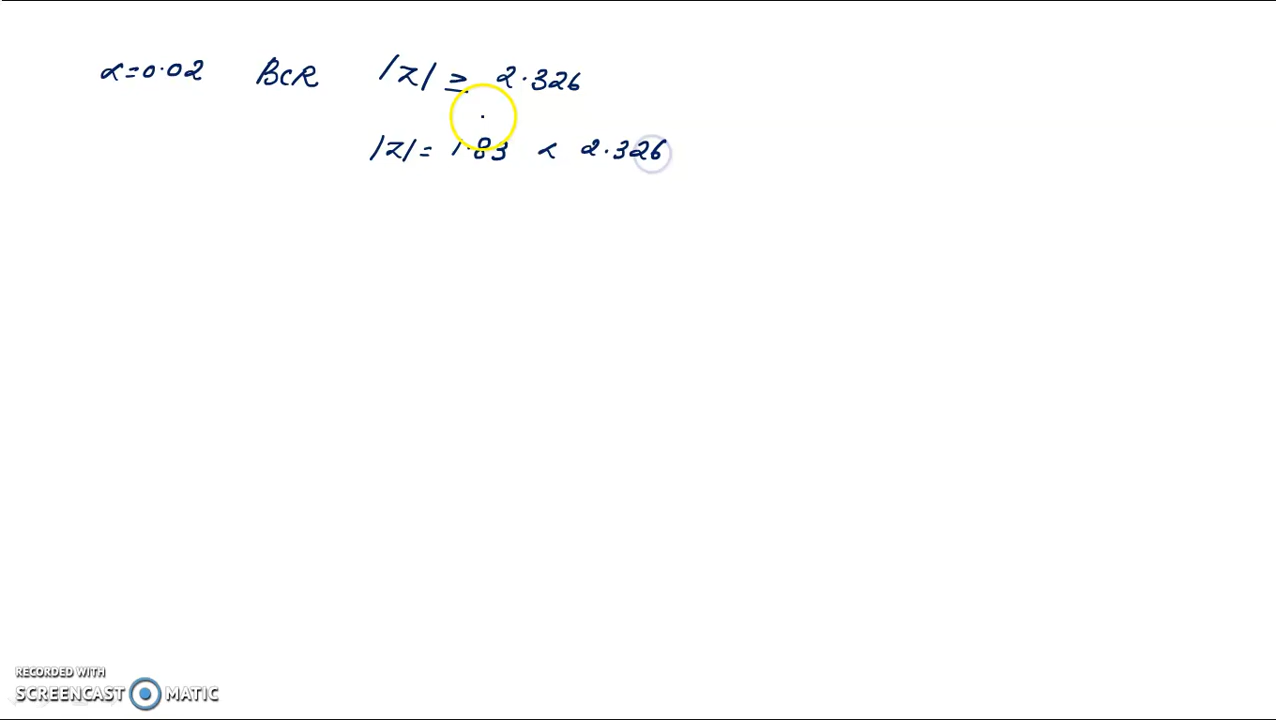 α=0.02 BCR |Z| ≥ 2.326
|Z| = 1.83 < 2.326
RECORDED WITH
SCREENCAST MATIC